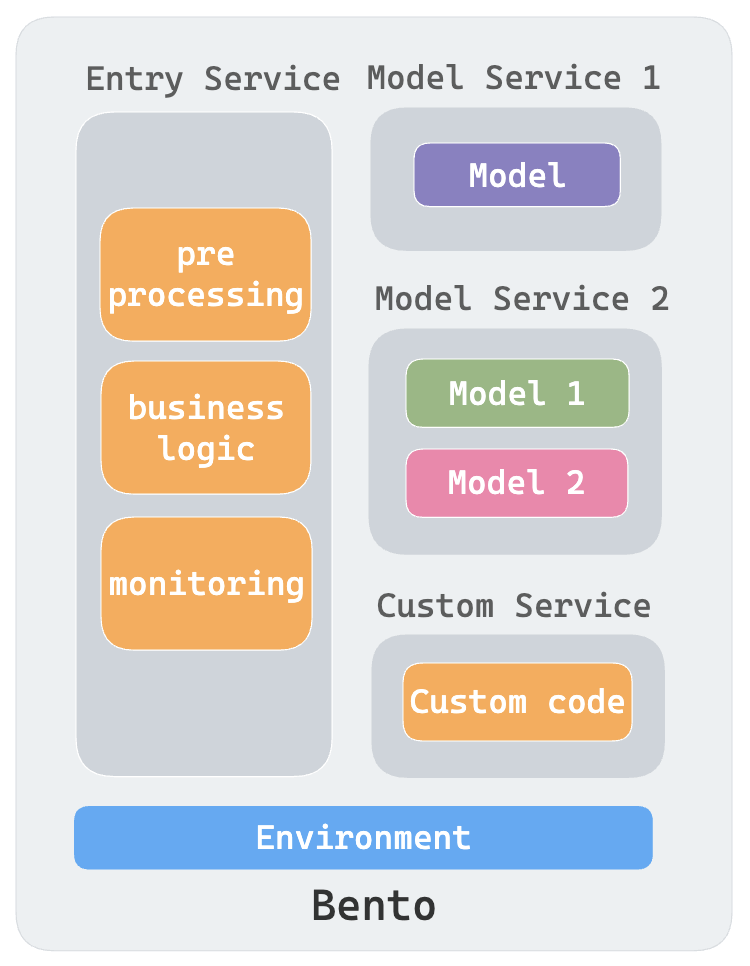 Entry Service
pre
processing
business
logic
monitoring
Model Service 1
Model
Model Service 2
Model 1
Model 2
Custom Service
Custom code
Environment
Bento